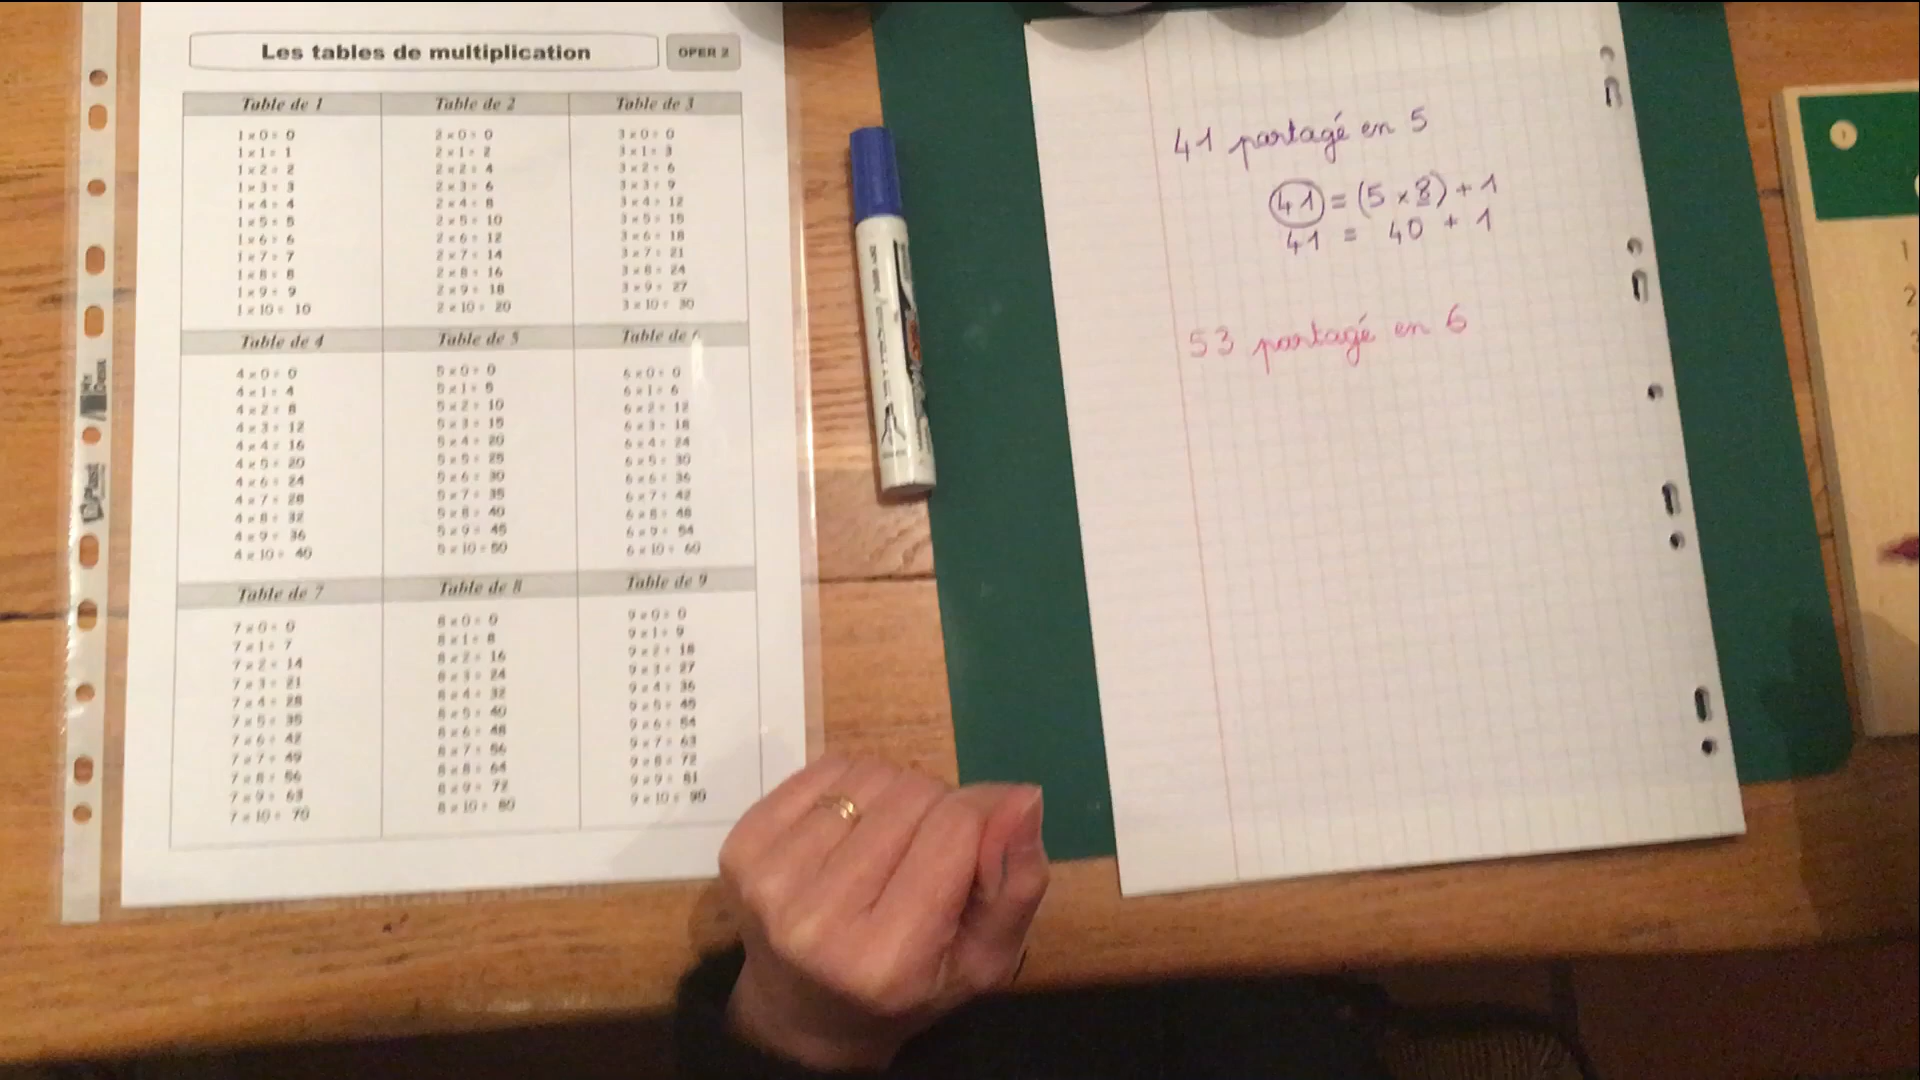 Les tables de multiplication
OPER 2
Table de 1
1 x 0 = 0
1 x 1 = 1
1 x 2 = 2
1 x 3 = 3
1 x 4 = 4
1 x 5 = 5
1 x 6 = 6
1 x 7 = 7
1 x 8 = 8
1 x 9 = 9
1 x 10 = 10
Table de 2
2 x 0 = 0
2 x 1 = 2
2 x 2 = 4
2 x 3 = 6
2 x 4 = 8
2 x 5 = 10
2 x 6 = 12
2 x 7 = 14
2 x 8 = 16
2 x 9 = 18
2 x 10 = 20
Table de 3
3 x 0 = 0
3 x 1 = 3
3 x 2 = 6
3 x 3 = 9
3 x 4 = 12
3 x 5 = 15
3 x 6 = 18
3 x 7 = 21
3 x 8 = 24
3 x 9 = 27
3 x 10 = 30
Table de 4
4 x 0 = 0
4 x 1 = 4
4 x 2 = 8
4 x 3 = 12
4 x 4 = 16
4 x 5 = 20
4 x 6 = 24
4 x 7 = 28
4 x 8 = 32
4 x 9 = 36
4 x 10 = 40
Table de 5
5 x 0 = 0
5 x 1 = 5
5 x 2 = 10
5 x 3 = 15
5 x 4 = 20
5 x 5 = 25
5 x 6 = 30
5 x 7 = 35
5 x 8 = 40
5 x 9 = 45
5 x 10 = 50
Table de 6
6 x 0 = 0
6 x 1 = 6
6 x 2 = 12
6 x 3 = 18
6 x 4 = 24
6 x 5 = 30
6 x 6 = 36
6 x 7 = 42
6 x 8 = 48
6 x 9 = 54
6 x 10 = 60
Table de 7
7 x 0 = 0
7 x 1 = 7
7 x 2 = 14
7 x 3 = 21
7 x 4 = 28
7 x 5 = 35
7 x 6 = 42
7 x 7 = 49
7 x 8 = 56
7 x 9 = 63
7 x 10 = 70
Table de 8
8 x 0 = 0
8 x 1 = 8
8 x 2 = 16
8 x 3 = 24
8 x 4 = 32
8 x 5 = 40
8 x 6 = 48
8 x 7 = 56
8 x 8 = 64
8 x 9 = 72
8 x 10 = 80
Table de 9
9 x 0 = 0
9 x 1 = 9
9 x 2 = 18
9 x 3 = 27
9 x 4 = 36
9 x 5 = 45
9 x 6 = 54
9 x 7 = 63
9 x 8 = 72
9 x 9 = 81
9 x 10 = 90
41 partagé en 5
41 = (5 x 8) + 1
41 = 40 + 1
53 partagé en 6
1
2